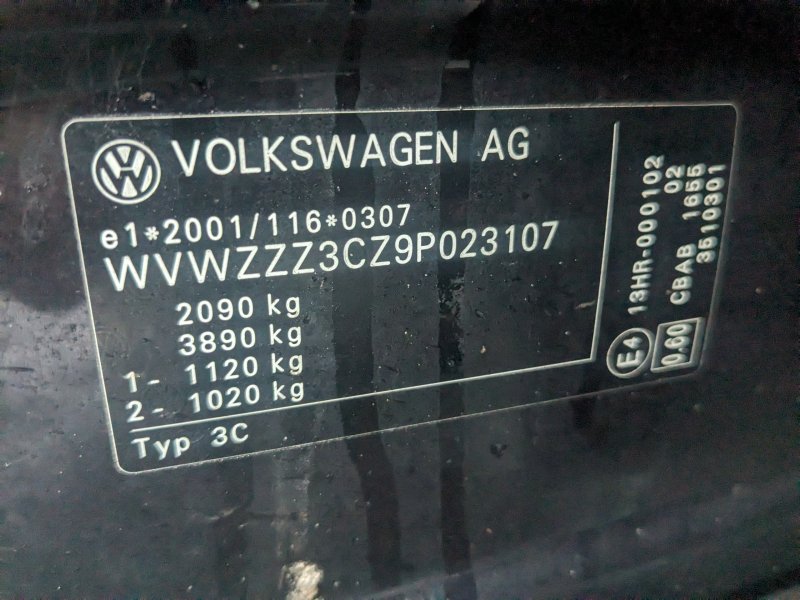 VOLKSWAGEN AG
e1*2001/116*0307
WVWZZZ3CZ9P023107
2090 kg
3890 kg
1- 1120 kg
2- 1020 kg
Typ 3C
E4 13HR-000102
0.60 CBAB 02
1655
3510301